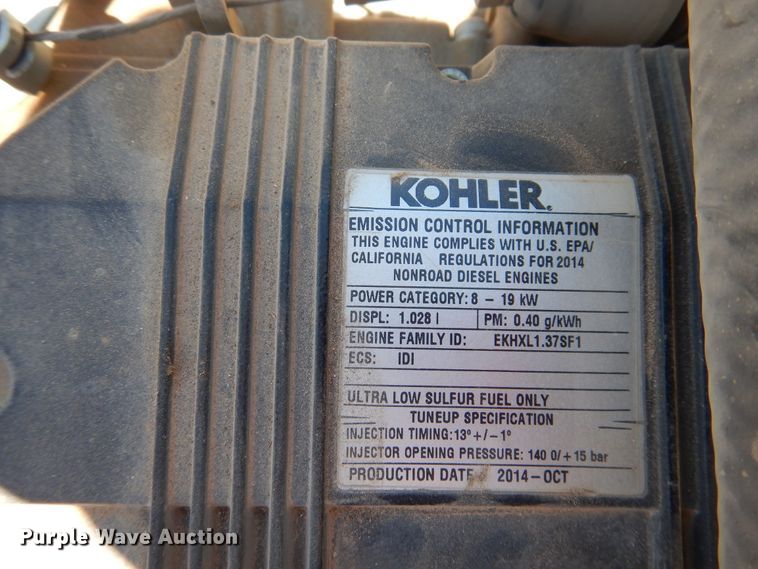 KOHLER.
EMISSION CONTROL INFORMATION
THIS ENGINE COMPLIES WITH U.S. EPA/
CALIFORNIA REGULATIONS FOR 2014
NONROAD DIESEL ENGINES
POWER CATEGORY: 8 – 19 kW
DISPL: 1.028 l PM: 0.40 g/kWh
ENGINE FAMILY ID: EKHXL1.37SF1
ECS: IDI
ULTRA LOW SULFUR FUEL ONLY
TUNEUP SPECIFICATION
INJECTION TIMING: 13° +/– 1°
INJECTOR OPENING PRESSURE: 140 0/+15 bar
PRODUCTION DATE 2014–OCT
Purple Wave Auction